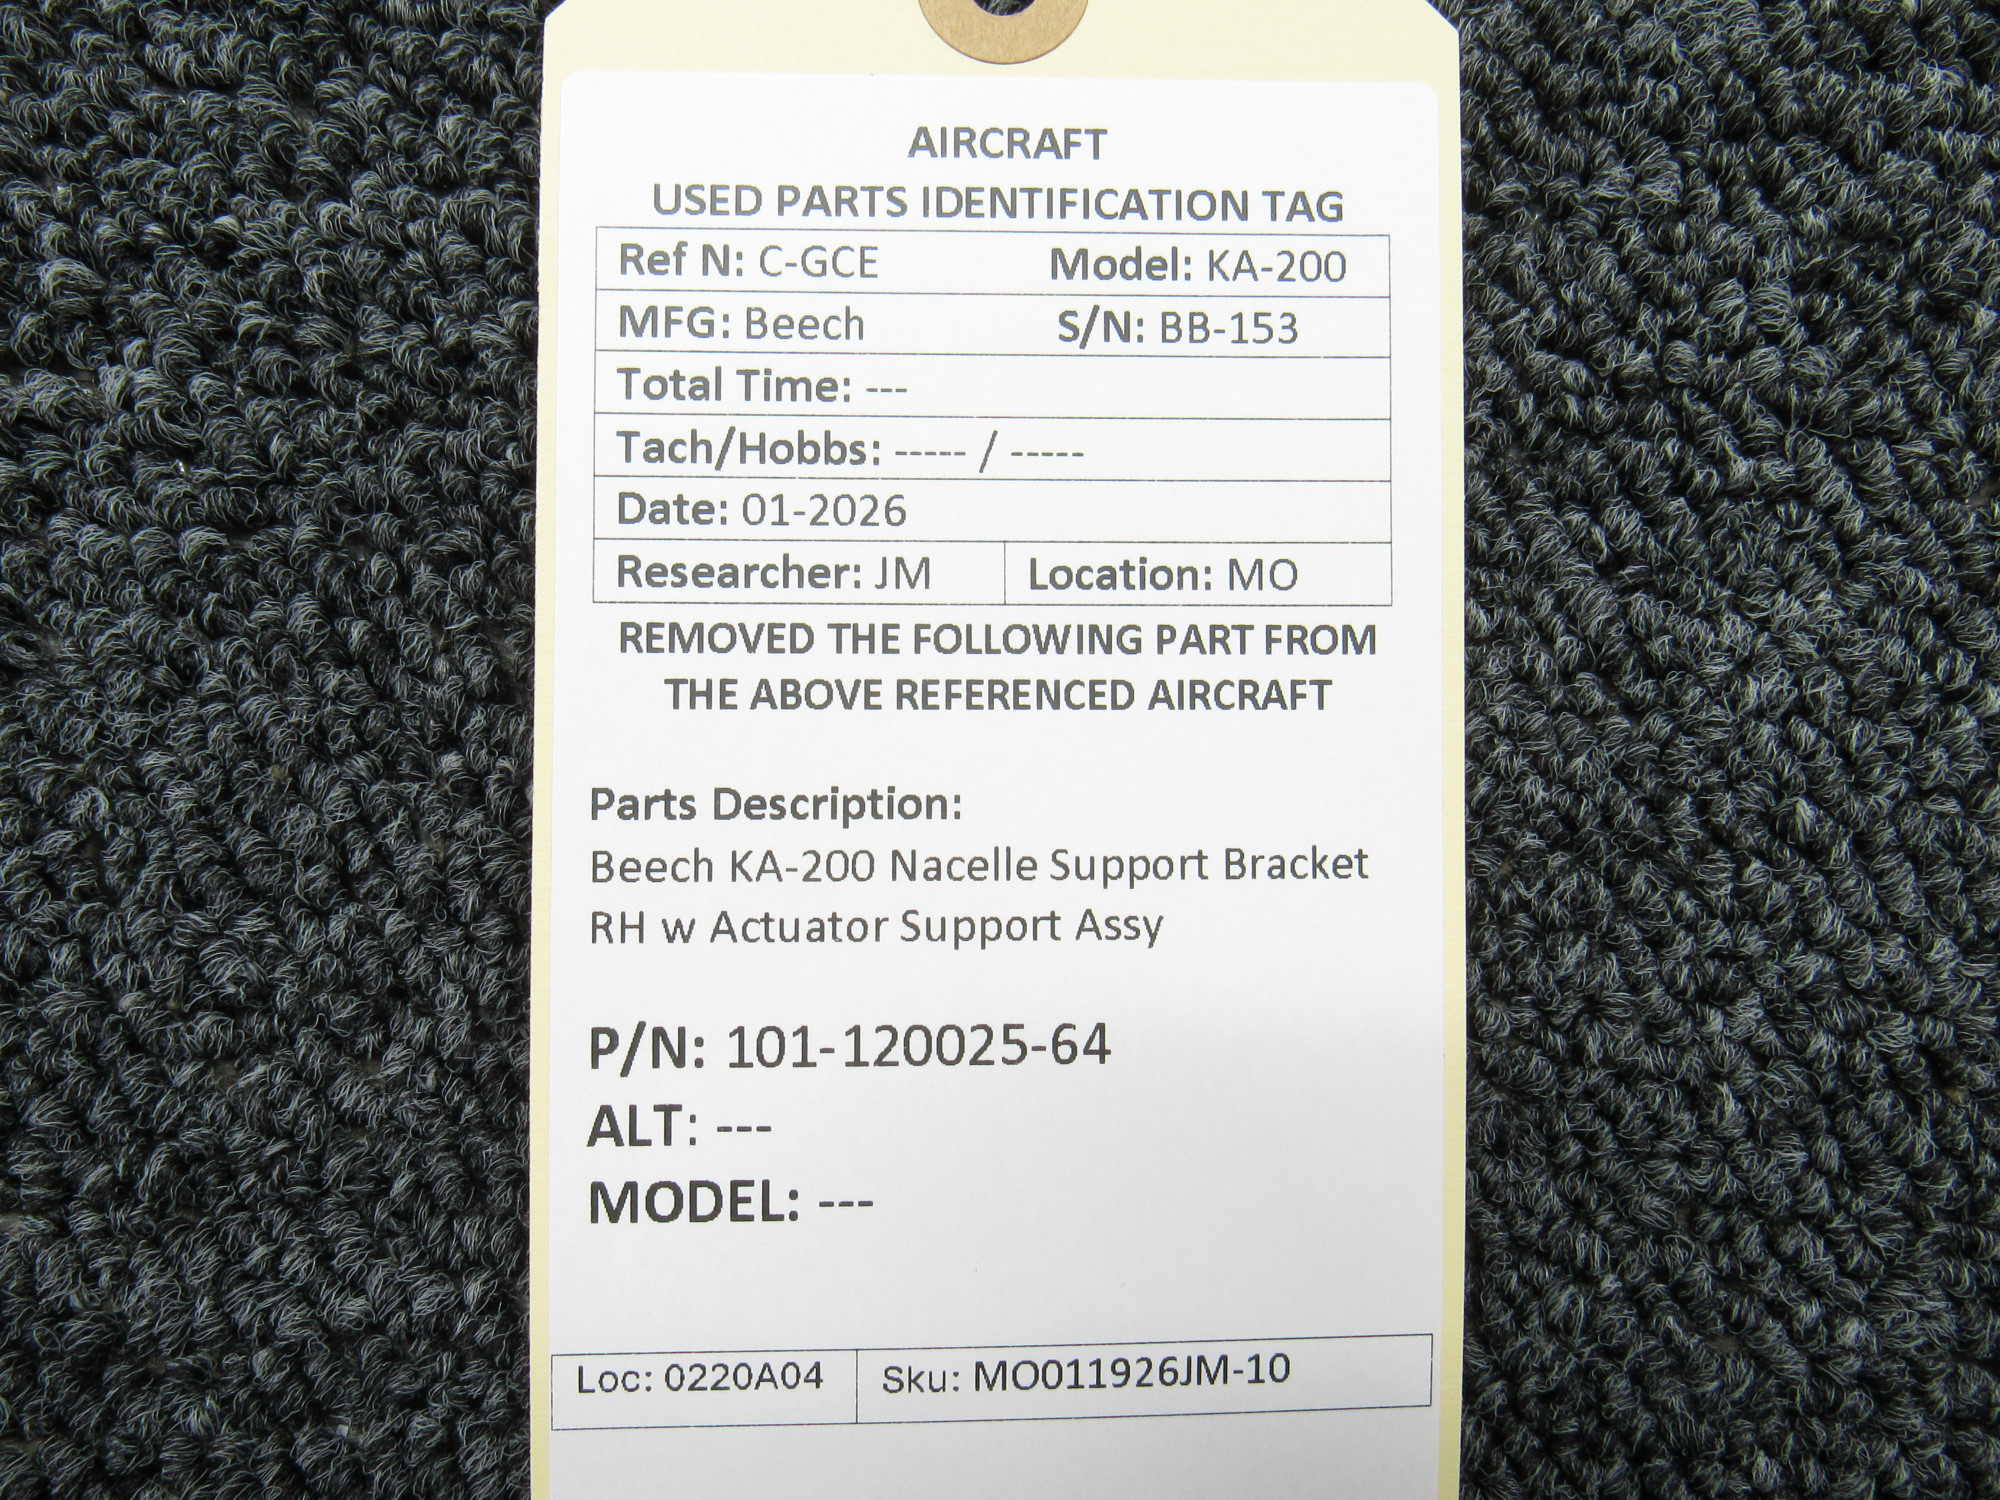 AIRCRAFT
USED PARTS IDENTIFICATION TAG
Ref N: C-GCE Model: KA-200
MFG: Beech S/N: BB-153
Total Time: ---
Tach/Hobbs: ----- / -----
Date: 01-2026
Researcher: JM Location: MO
REMOVED THE FOLLOWING PART FROM
THE ABOVE REFERENCED AIRCRAFT
Parts Description:
Beech KA-200 Nacelle Support Bracket
RH w Actuator Support Assy
P/N: 101-120025-64
ALT: ---
MODEL: ---
Loc: 0220A04 Sku: MO011926JM-10